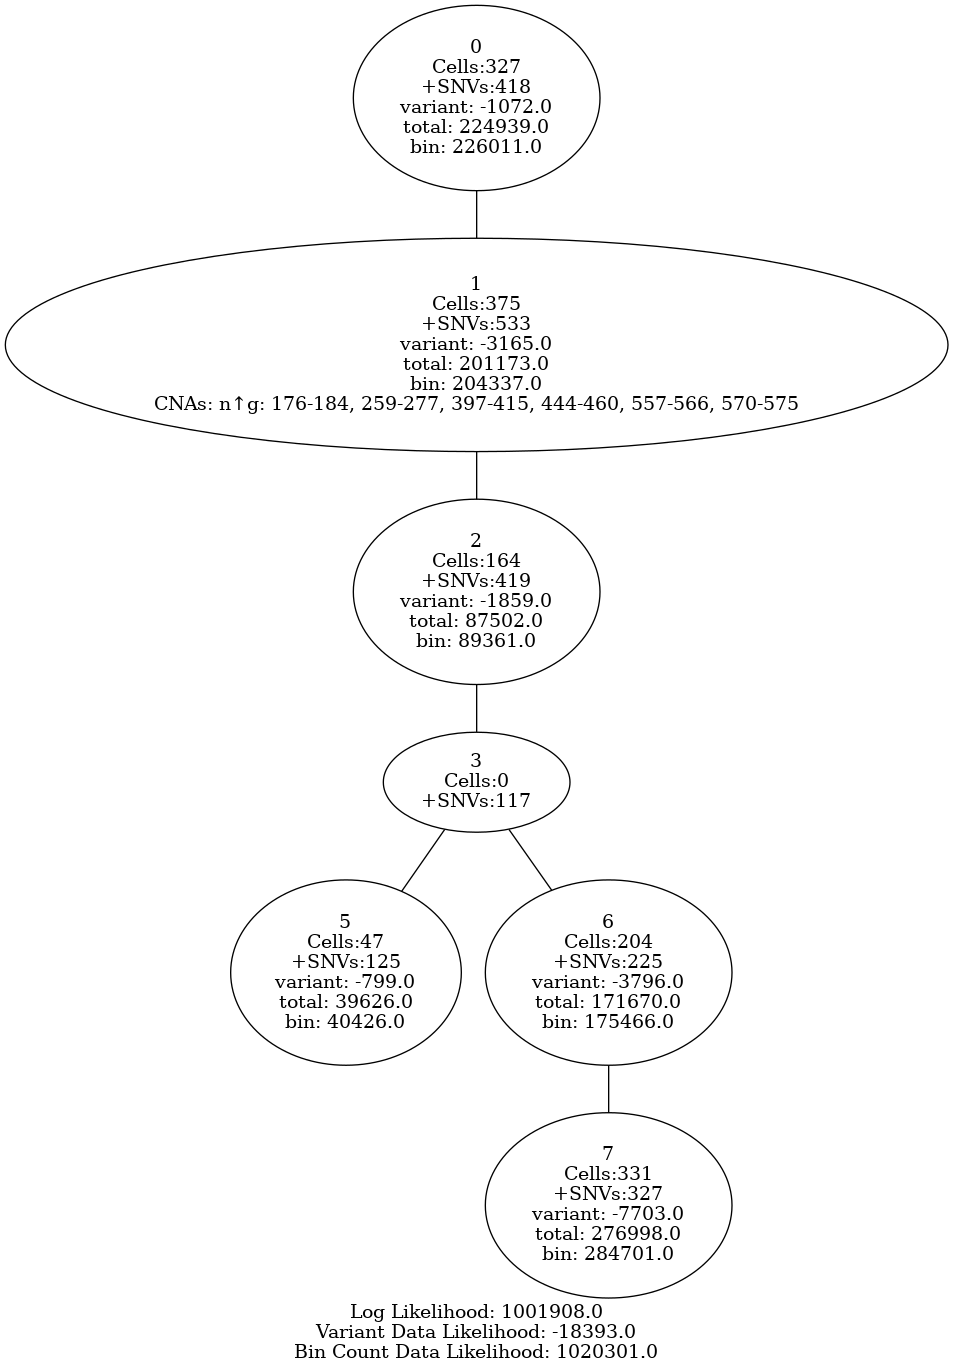 0
Cells:327
+SNVs:418
variant: -1072.0
total: 224939.0
bin: 226011.0
1
Cells:375
+SNVs:533
variant: -3165.0
total: 201173.0
bin: 204337.0
CNAs: n↑g: 176-184, 259-277, 397-415, 444-460, 557-566, 570-575
2
Cells:164
+SNVs:419
variant: -1859.0
total: 87502.0
bin: 89361.0
3
Cells:0
+SNVs:117
5
Cells:47
+SNVs:125
variant: -799.0
total: 39626.0
bin: 40426.0
6
Cells:204
+SNVs:225
variant: -3796.0
total: 171670.0
bin: 175466.0
7
Cells:331
+SNVs:327
variant: -7703.0
total: 276998.0
bin: 284701.0
Log Likelihood: 1001908.0
Variant Data Likelihood: -18393.0
Bin Count Data Likelihood: 1020301.0